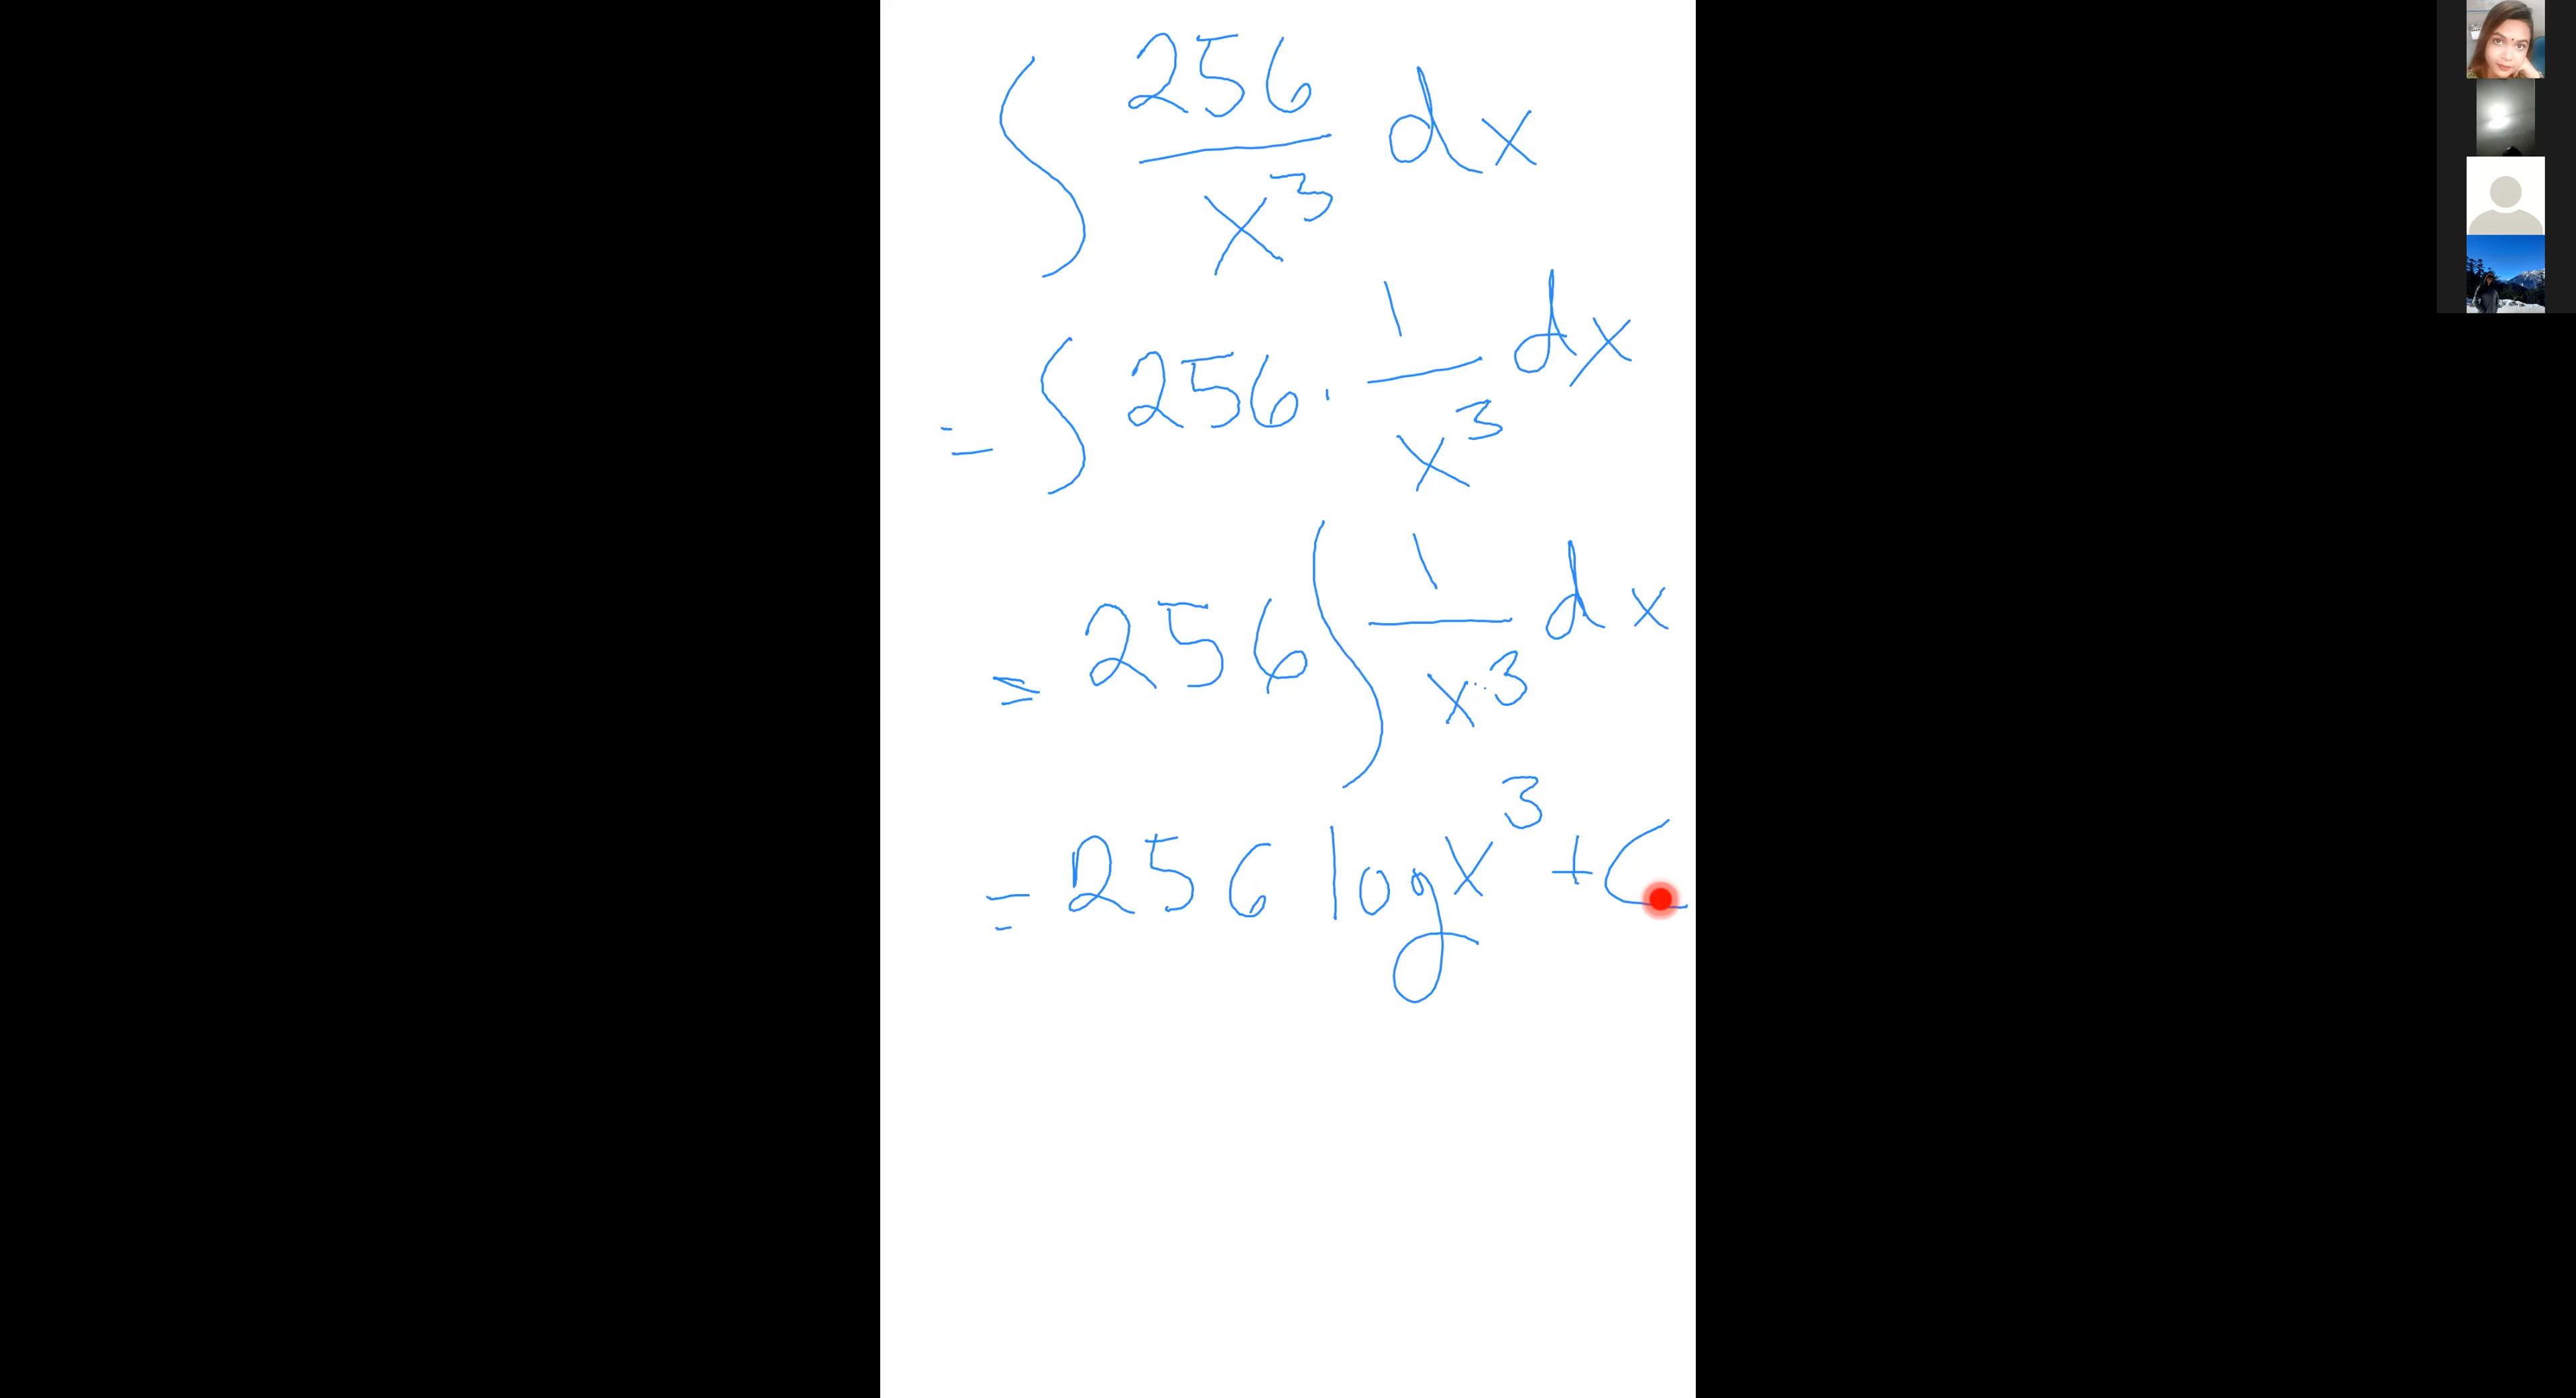 ∫ 256/x³ dx
= ∫ 256 · 1/x³ dx
= 256 ∫ 1/x³ dx
= 256 log x³ + C